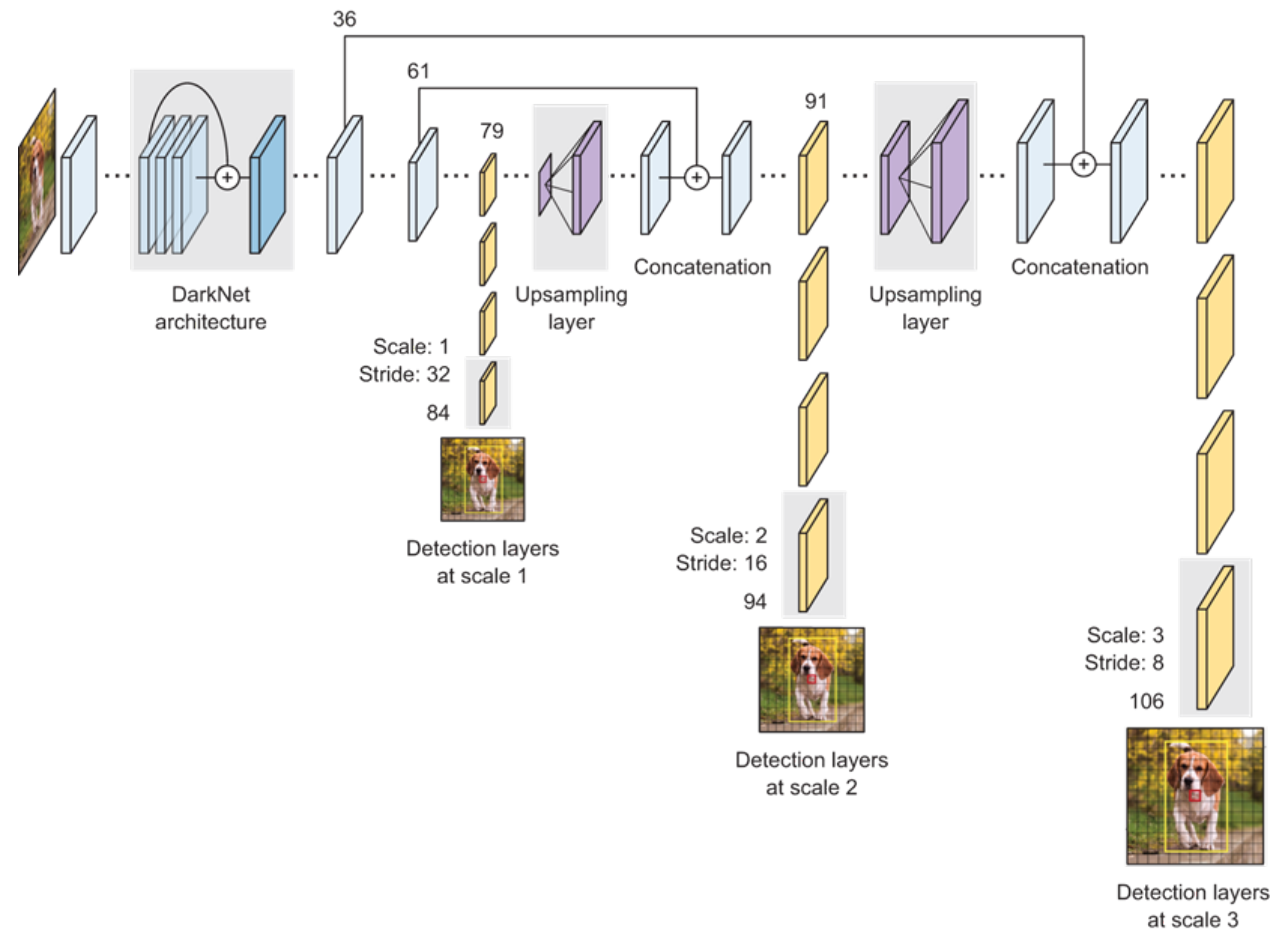 36
61
91
79
+
+
+
DarkNet
architecture
Upsampling
layer
Concatenation
Upsampling
layer
Concatenation
Scale: 1
Stride: 32
84
Detection layers
at scale 1
Scale: 2
Stride: 16
94
Detection layers
at scale 2
Scale: 3
Stride: 8
106
Detection layers
at scale 3